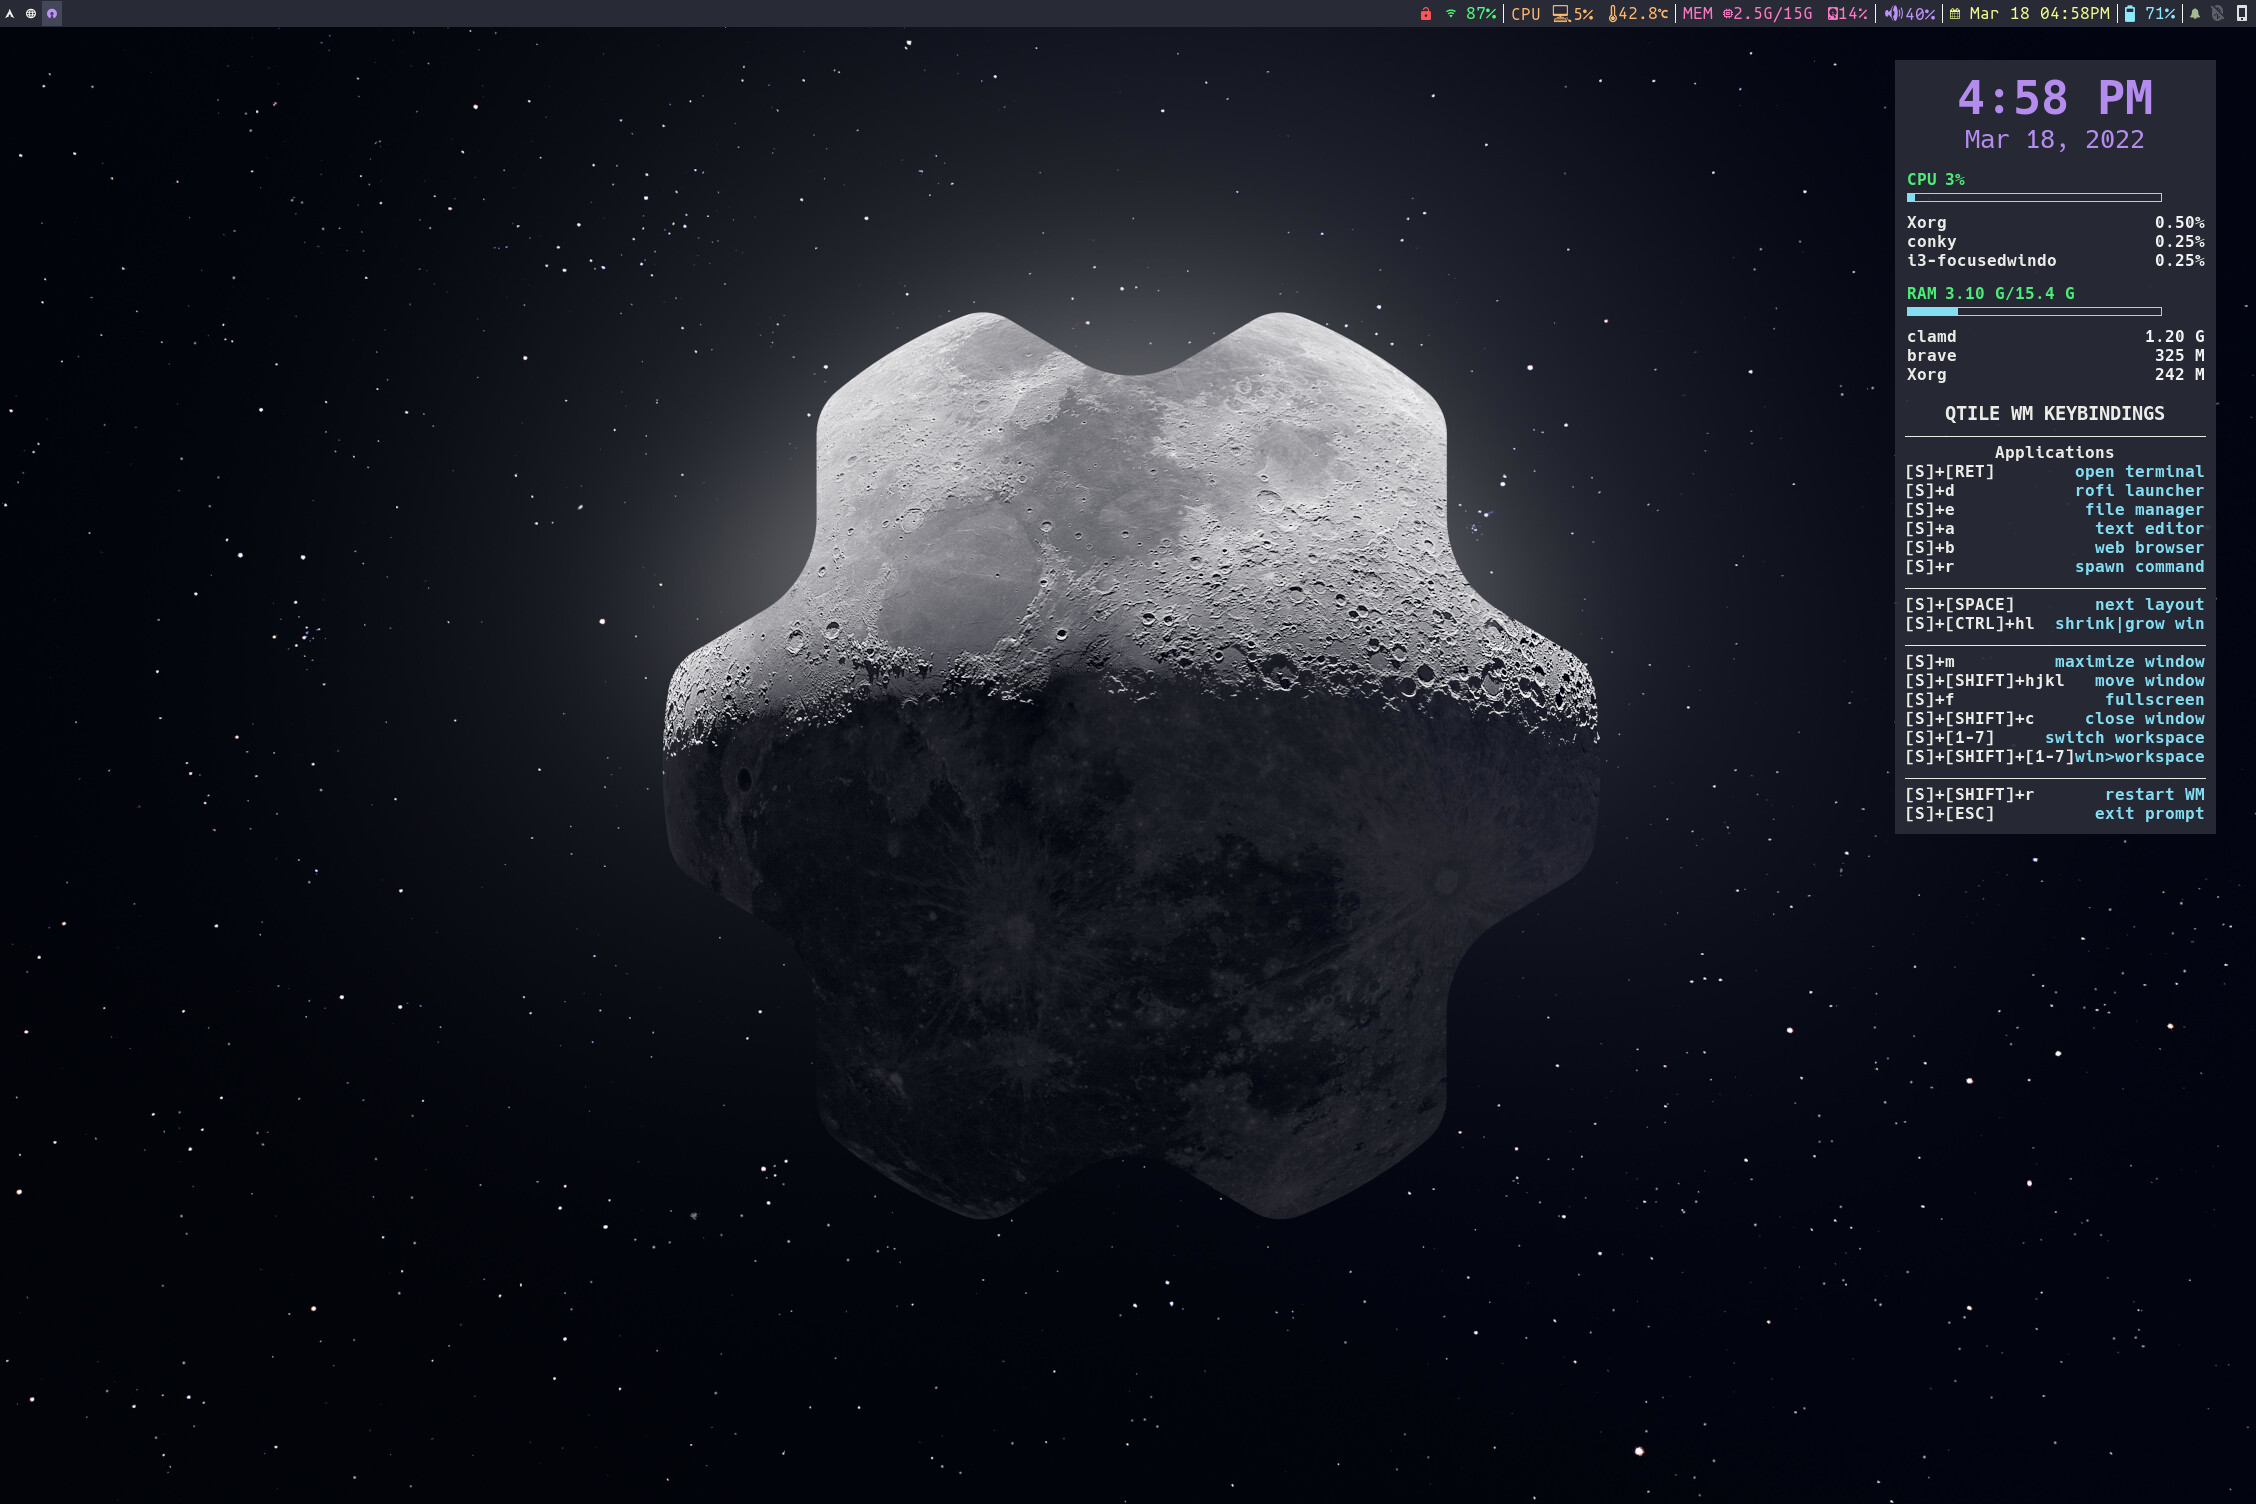 87% CPU 5% 42.8℃ MEM 2.5G/15G 14% 40% Mar 18 04:58PM 71%
4:58 PM
Mar 18, 2022
CPU 3%
Xorg 0.50%
conky 0.25%
i3-focusedwindo 0.25%
RAM 3.10 G/15.4 G
clamd 1.20 G
brave 325 M
Xorg 242 M
QTILE WM KEYBINDINGS
Applications
[S]+[RET] open terminal
[S]+d rofi launcher
[S]+e file manager
[S]+a text editor
[S]+b web browser
[S]+r spawn command
[S]+[SPACE] next layout
[S]+[CTRL]+hl shrink|grow win
[S]+m maximize window
[S]+[SHIFT]+hjkl move window
[S]+f fullscreen
[S]+[SHIFT]+c close window
[S]+[1-7] switch workspace
[S]+[SHIFT]+[1-7]win>workspace
[S]+[SHIFT]+r restart WM
[S]+[ESC] exit prompt